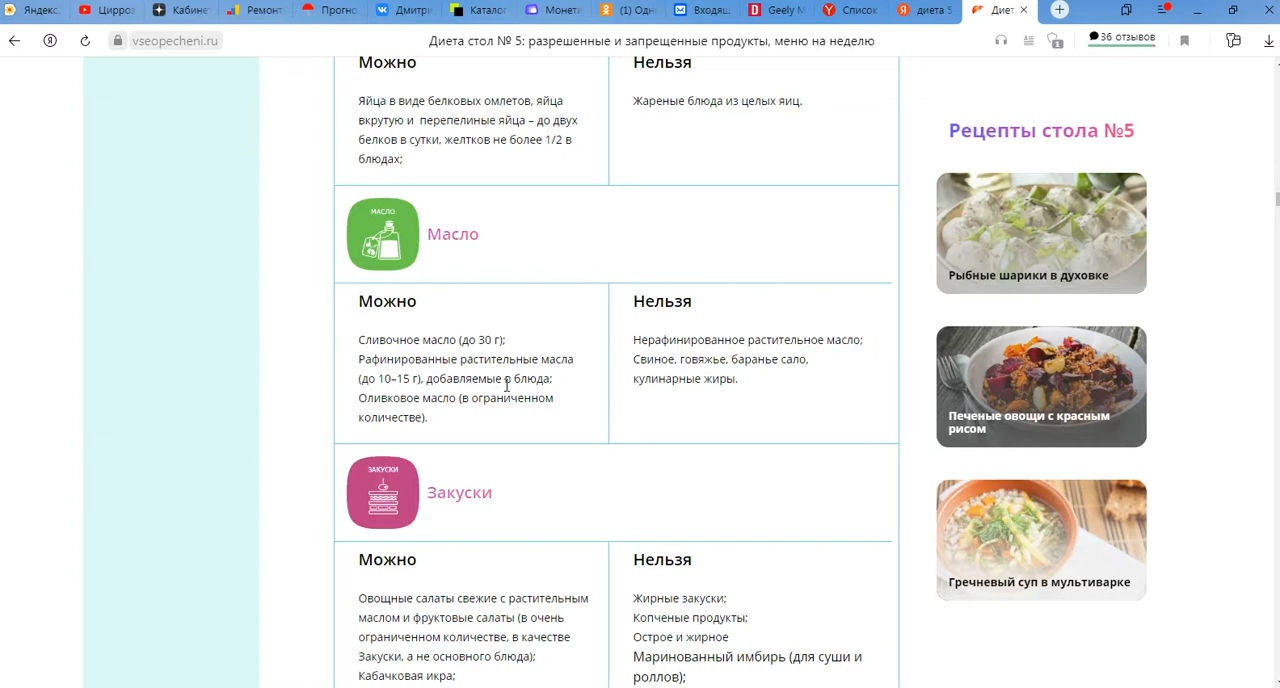 Яндекс
Цирроз
Кабинет
Ремонт
Прогно
Дмитри
Каталог
Монети
(1) Одн
Входящ
Geely M
Список
диета 5
Диет
vseopecheni.ru
Диета стол № 5: разрешенные и запрещенные продукты, меню на неделю
1
36 отзывов
Можно
Нельзя
Яйца в виде белковых омлетов, яйца
вкрутую и перепелиные яйца – до двух
белков в сутки, желтков не более 1/2 в
блюдах;
Жареные блюда из целых яиц.
МАСЛО
Масло
Можно
Нельзя
Сливочное масло (до 30 г);
Рафинированные растительные масла
(до 10–15 г), добавляемые в блюда;
Оливковое масло (в ограниченном
количестве).
Нерафинированное растительное масло;
Свиное, говяжье, баранье сало,
кулинарные жиры.
ЗАКУСКИ
Закуски
Можно
Нельзя
Овощные салаты свежие с растительным
маслом и фруктовые салаты (в очень
ограниченном количестве, в качестве
Закуски, а не основного блюда);
Кабачковая икра;
Жирные закуски;
Копченые продукты;
Острое и жирное
Маринованный имбирь (для суши и
роллов);
Рецепты стола №5
Рыбные шарики в духовке
Печеные овощи с красным
рисом
Гречневый суп в мультиварке